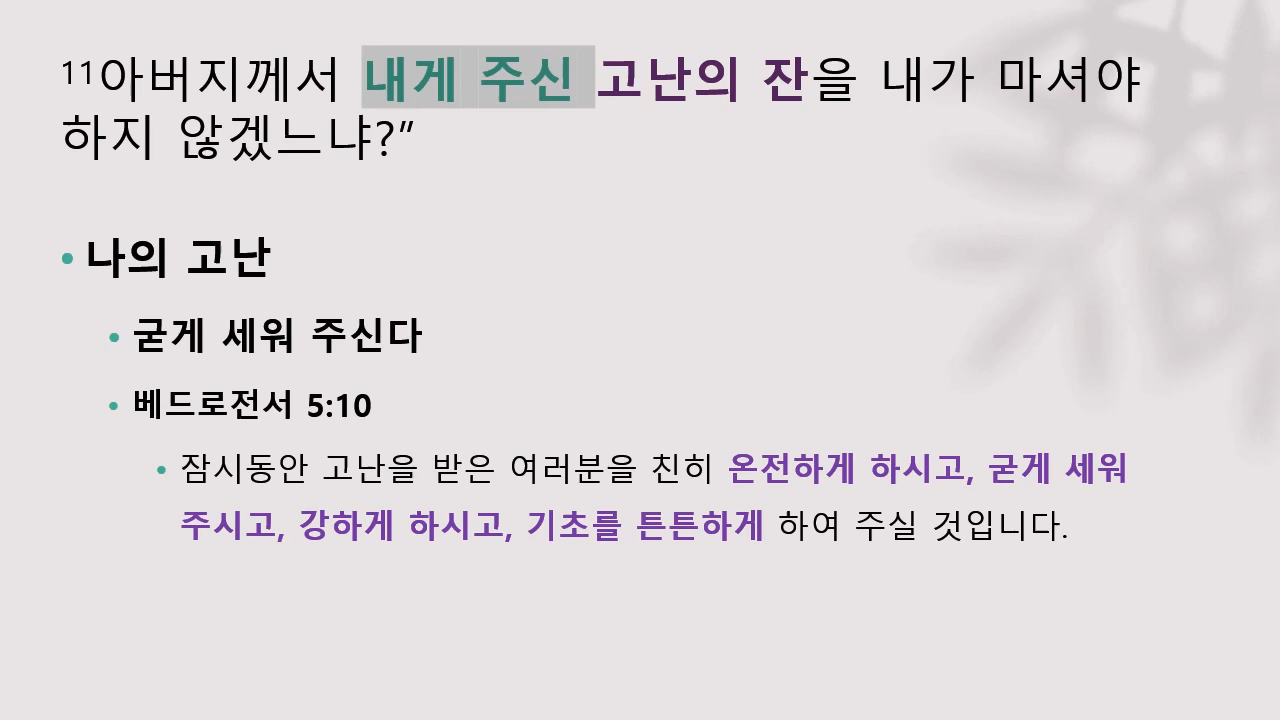 11아버지께서 내게 주신 고난의 잔을 내가 마셔야
하지 않겠느냐?”
• 나의 고난
• 굳게 세워 주신다
• 베드로전서 5:10
• 잠시동안 고난을 받은 여러분을 친히 온전하게 하시고, 굳게 세워
주시고, 강하게 하시고, 기초를 튼튼하게 하여 주실 것입니다.